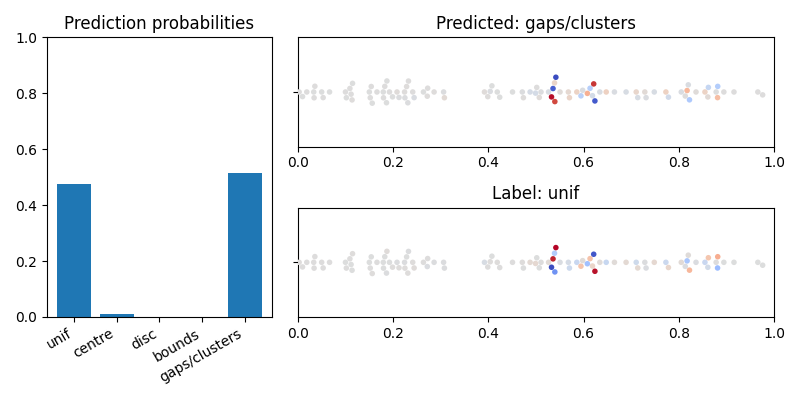 Prediction probabilities
1.0
0.8
0.6
0.4
0.2
0.0
unif
centre
disc
bounds
gaps/clusters
Predicted: gaps/clusters
0.0 0.2 0.4 0.6 0.8 1.0
Label: unif
0.0 0.2 0.4 0.6 0.8 1.0